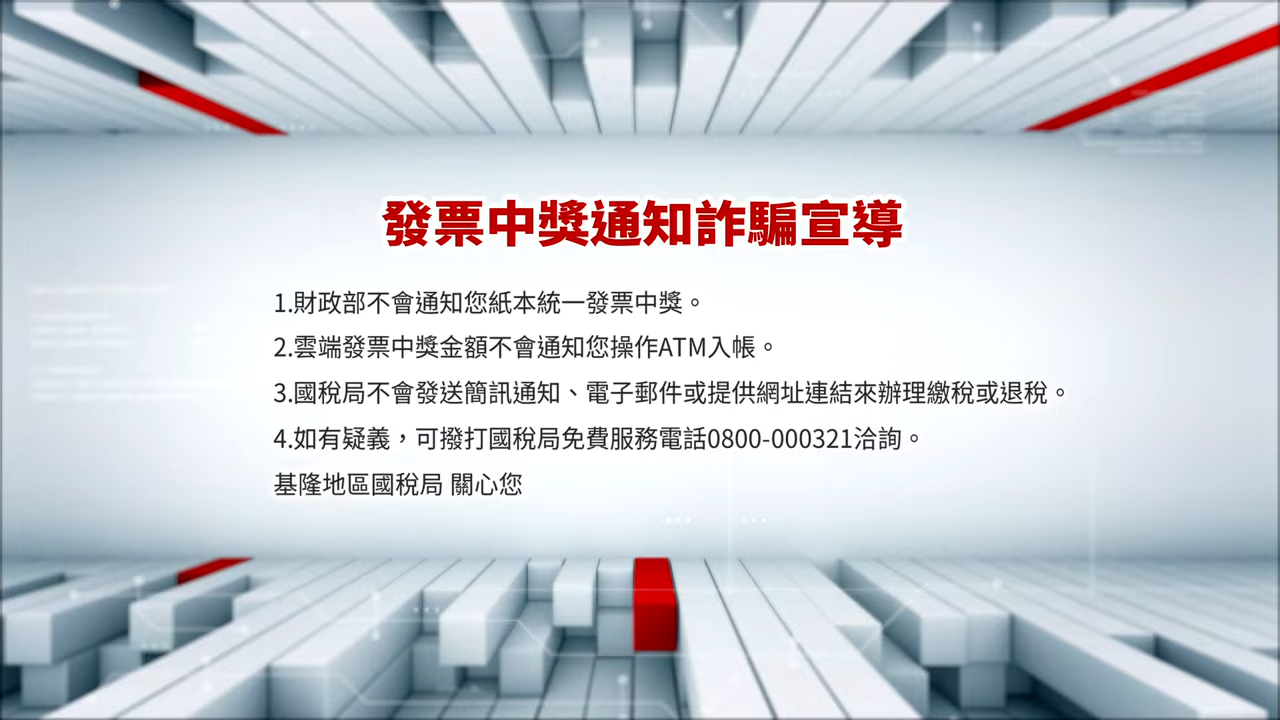 發票中獎通知詐騙宣導
1.財政部不會通知您紙本統一發票中獎。
2.雲端發票中獎金額不會通知您操作ATM入帳。
3.國稅局不會發送簡訊通知、電子郵件或提供網址連結來辦理繳稅或退稅。
4.如有疑義，可撥打國稅局免費服務電話0800-000321洽詢。
基隆地區國稅局 關心您